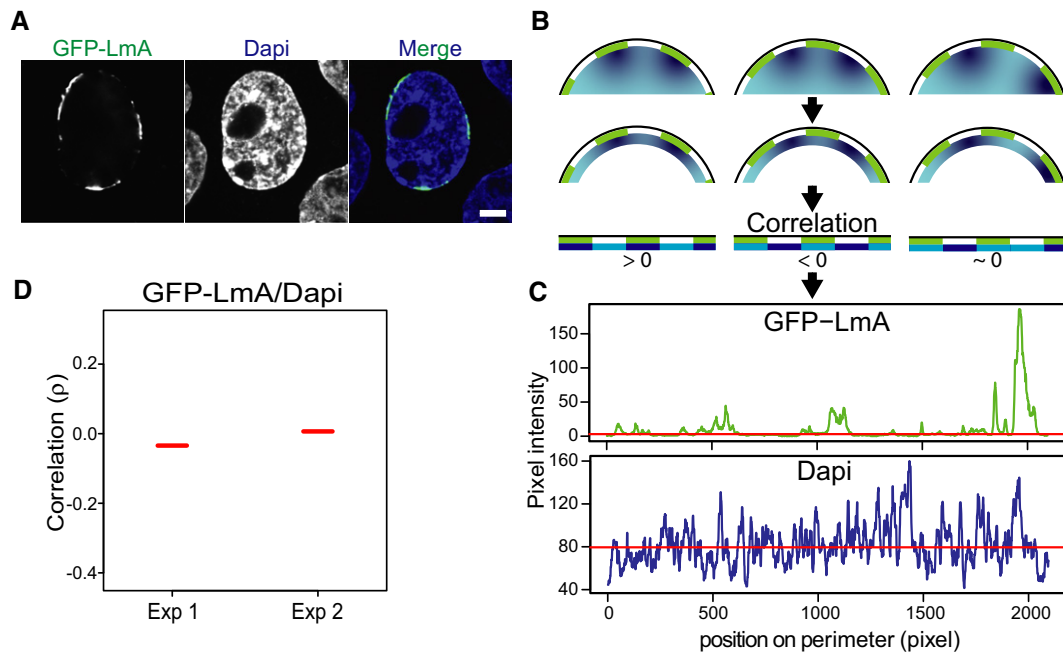 A
GFP-LmA
Dapi
Merge
B
Correlation
> 0
< 0
~ 0
C
GFP−LmA
150
100
50
0
Pixel intensity
Dapi
160
120
80
40
0
500
1000
1500
2000
position on perimeter (pixel)
D
GFP-LmA/Dapi
Correlation (ρ)
0.2
0.0
-0.2
-0.4
Exp 1
Exp 2